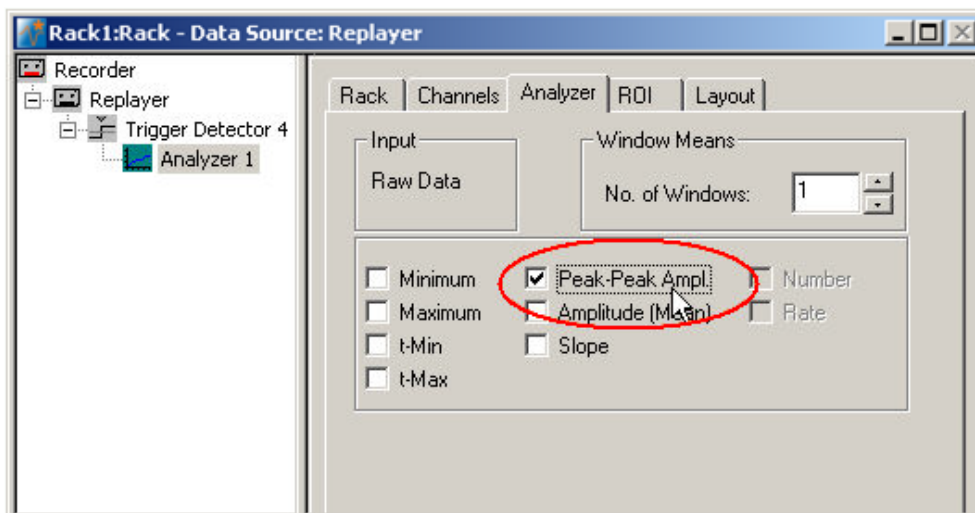 Rack1:Rack - Data Source: Replayer
Recorder
Replayer
Trigger Detector 4
Analyzer 1
Rack Channels Analyzer ROI Layout
Input
Raw Data
Window Means
No. of Windows: 1
Minimum Peak-Peak Ampl. Number
Maximum Amplitude (Mean) Rate
t-Min Slope
t-Max